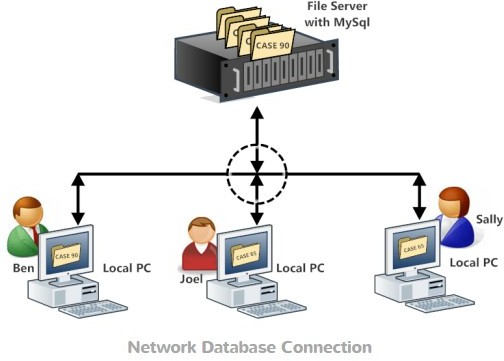 File Server
with MySql
CASE 90
Ben
CASE 90
Local PC
Joel
CASE 65
Local PC
CASE 65
Sally
Local PC
Network Database Connection